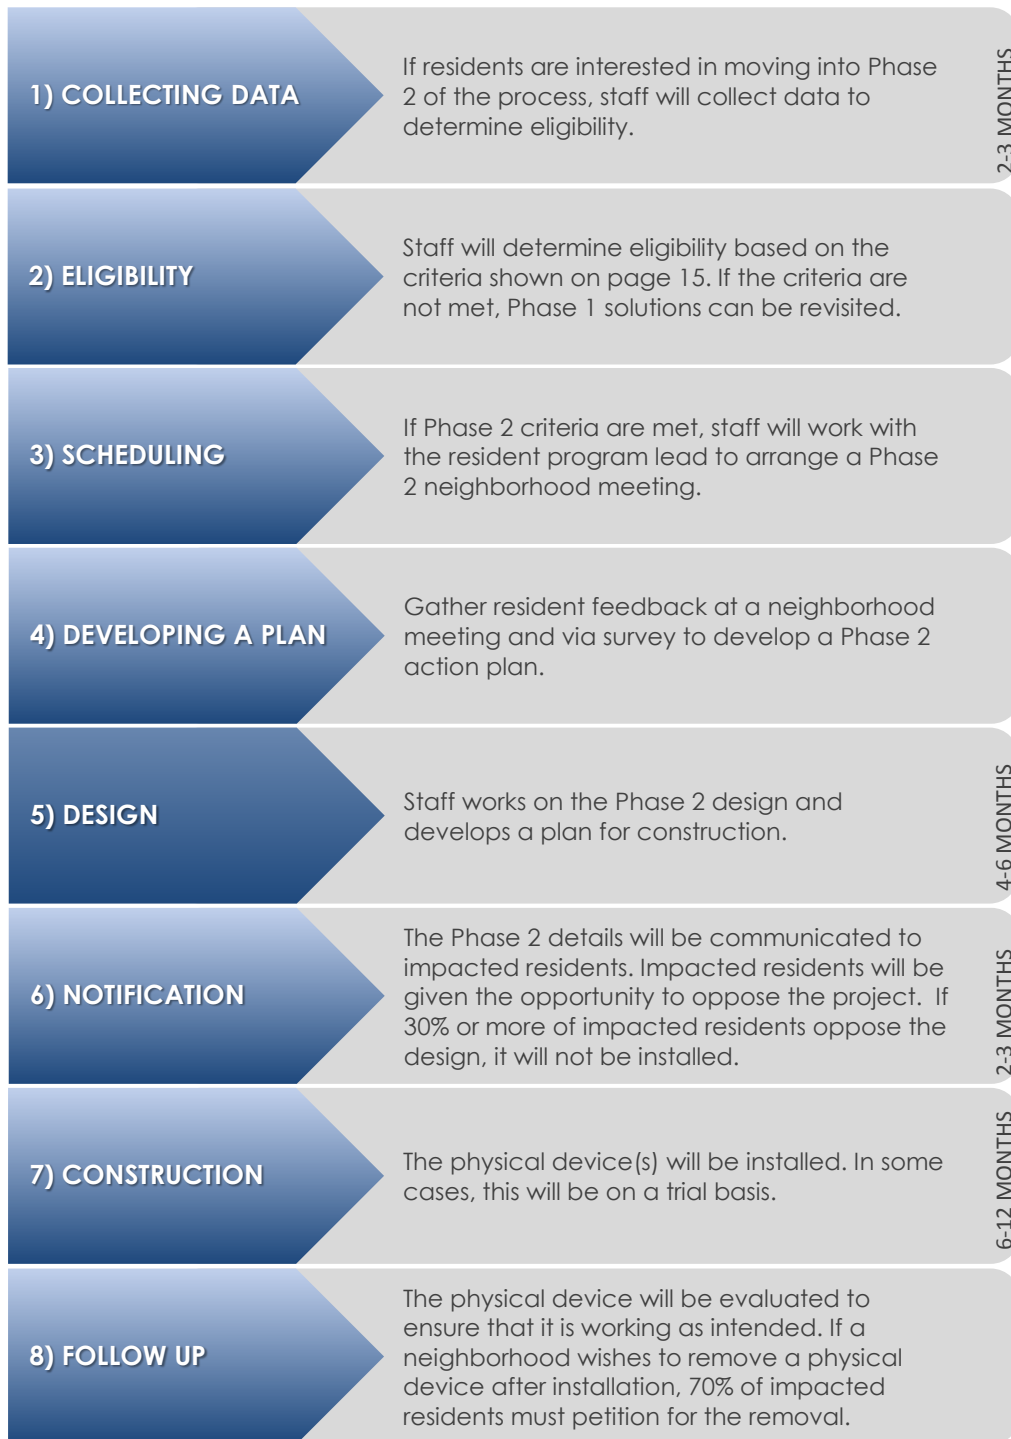 1) COLLECTING DATA
If residents are interested in moving into Phase
2 of the process, staff will collect data to
determine eligibility.
2-3 MONTHS
2) ELIGIBILITY
Staff will determine eligibility based on the
criteria shown on page 15. If the criteria are
not met, Phase 1 solutions can be revisited.
3) SCHEDULING
If Phase 2 criteria are met, staff will work with
the resident program lead to arrange a Phase
2 neighborhood meeting.
4) DEVELOPING A PLAN
Gather resident feedback at a neighborhood
meeting and via survey to develop a Phase 2
action plan.
5) DESIGN
Staff works on the Phase 2 design and
develops a plan for construction.
4-6 MONTHS
6) NOTIFICATION
The Phase 2 details will be communicated to
impacted residents. Impacted residents will be
given the opportunity to oppose the project.  If
30% or more of impacted residents oppose the
design, it will not be installed.
2-3 MONTHS
7) CONSTRUCTION
The physical device(s) will be installed. In some
cases, this will be on a trial basis.
6-12 MONTHS
8) FOLLOW UP
The physical device will be evaluated to
ensure that it is working as intended. If a
neighborhood wishes to remove a physical
device after installation, 70% of impacted
residents must petition for the removal.